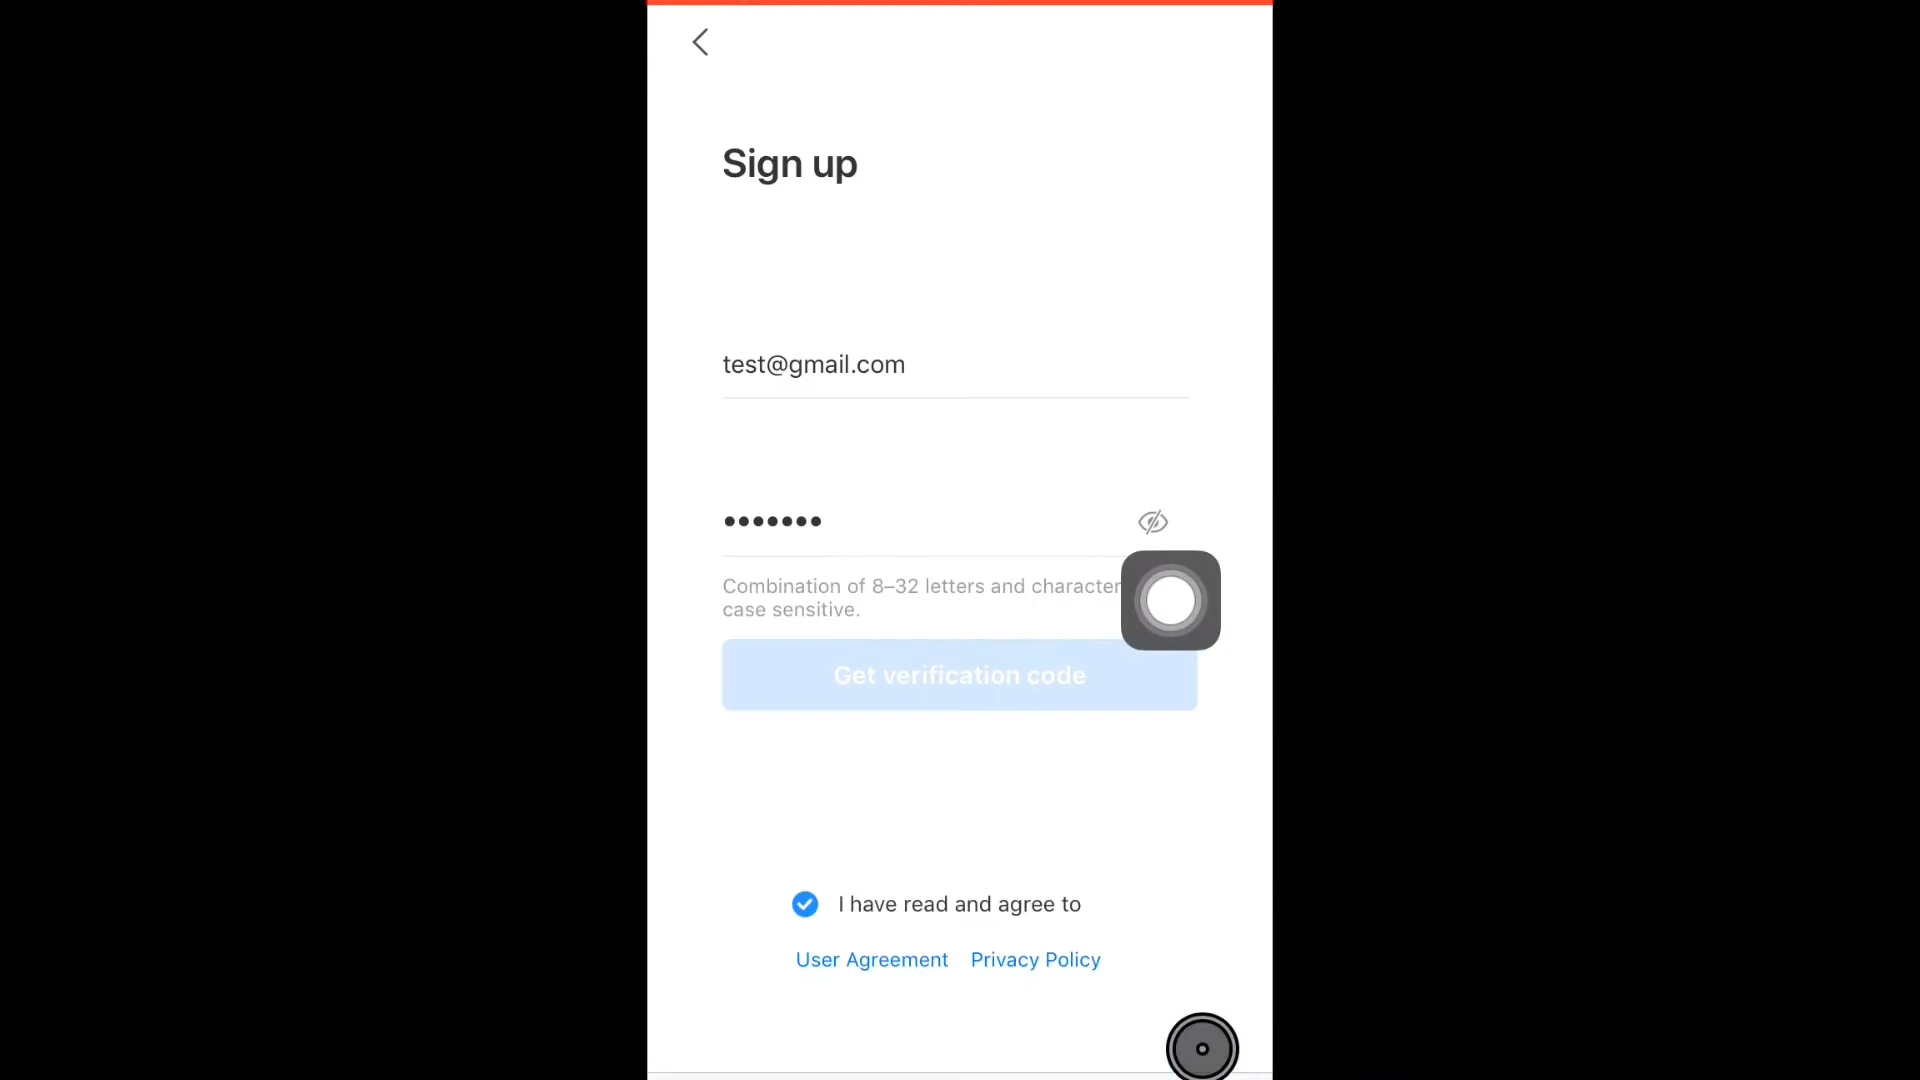 Sign up
test@gmail.com
•••••••
Combination of 8–32 letters and character
case sensitive.
Get verification code
I have read and agree to
User Agreement Privacy Policy